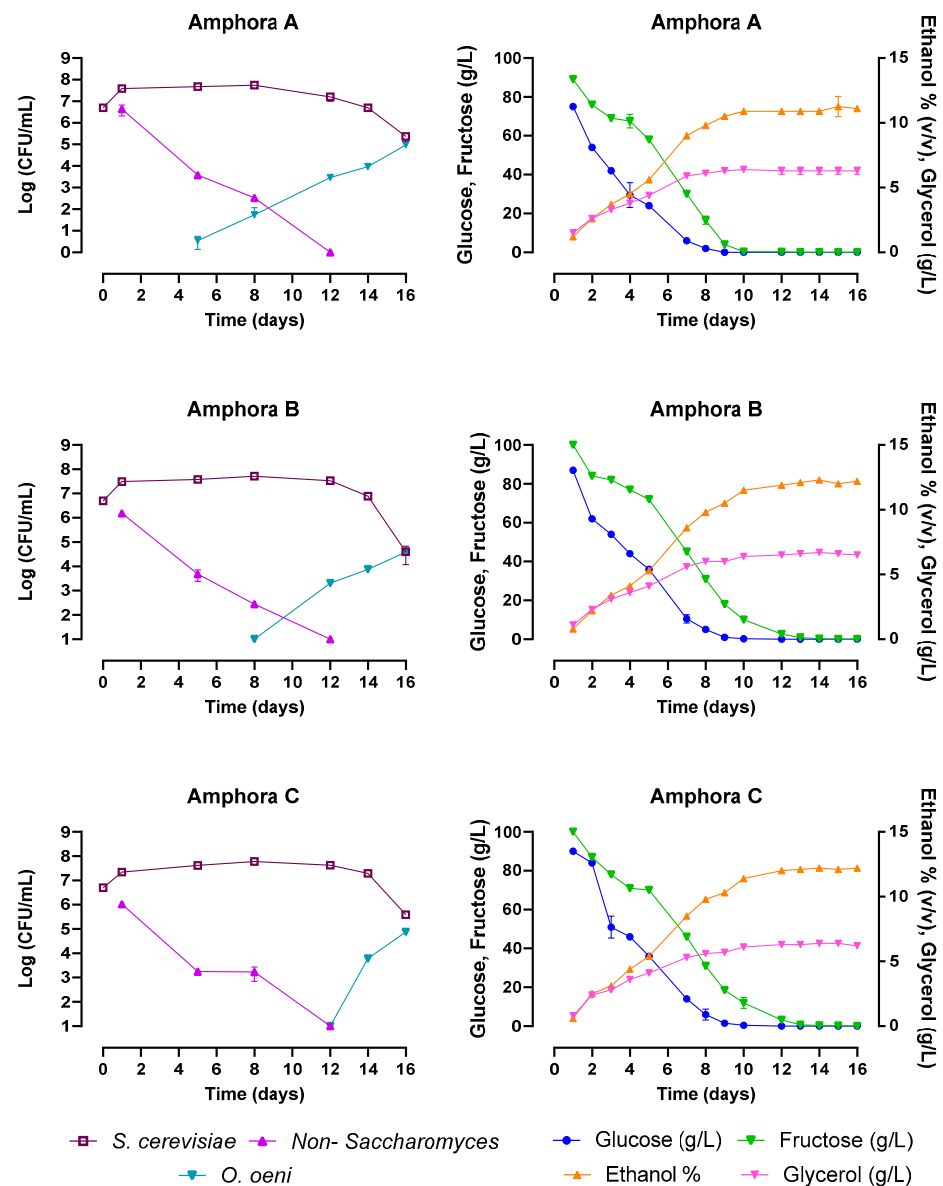 Amphora A
Amphora A
Log (CFU/mL)
9
8
7
6
5
4
3
2
1
0
0 2 4 6 8 10 12 14 16
Time (days)
Glucose, Fructose (g/L)
100
80
60
40
20
0
15
10
5
0
Ethanol % (v/v), Glycerol (g/L)
0 2 4 6 8 10 12 14 16
Time (days)
Amphora B
Amphora B
Log (CFU/mL)
9
8
7
6
5
4
3
2
1
0 2 4 6 8 10 12 14 16
Time (days)
Glucose, Fructose (g/L)
100
80
60
40
20
0
15
10
5
0
Ethanol % (v/v), Glycerol (g/L)
0 2 4 6 8 10 12 14 16
Time (days)
Amphora C
Amphora C
Log (CFU/mL)
9
8
7
6
5
4
3
2
1
0 2 4 6 8 10 12 14 16
Time (days)
Glucose, Fructose (g/L)
100
80
60
40
20
0
15
10
5
0
Ethanol % (v/v), Glycerol (g/L)
0 2 4 6 8 10 12 14 16
Time (days)
S. cerevisiae Non- Saccharomyces
O. oeni
Glucose (g/L) Fructose (g/L)
Ethanol % Glycerol (g/L)